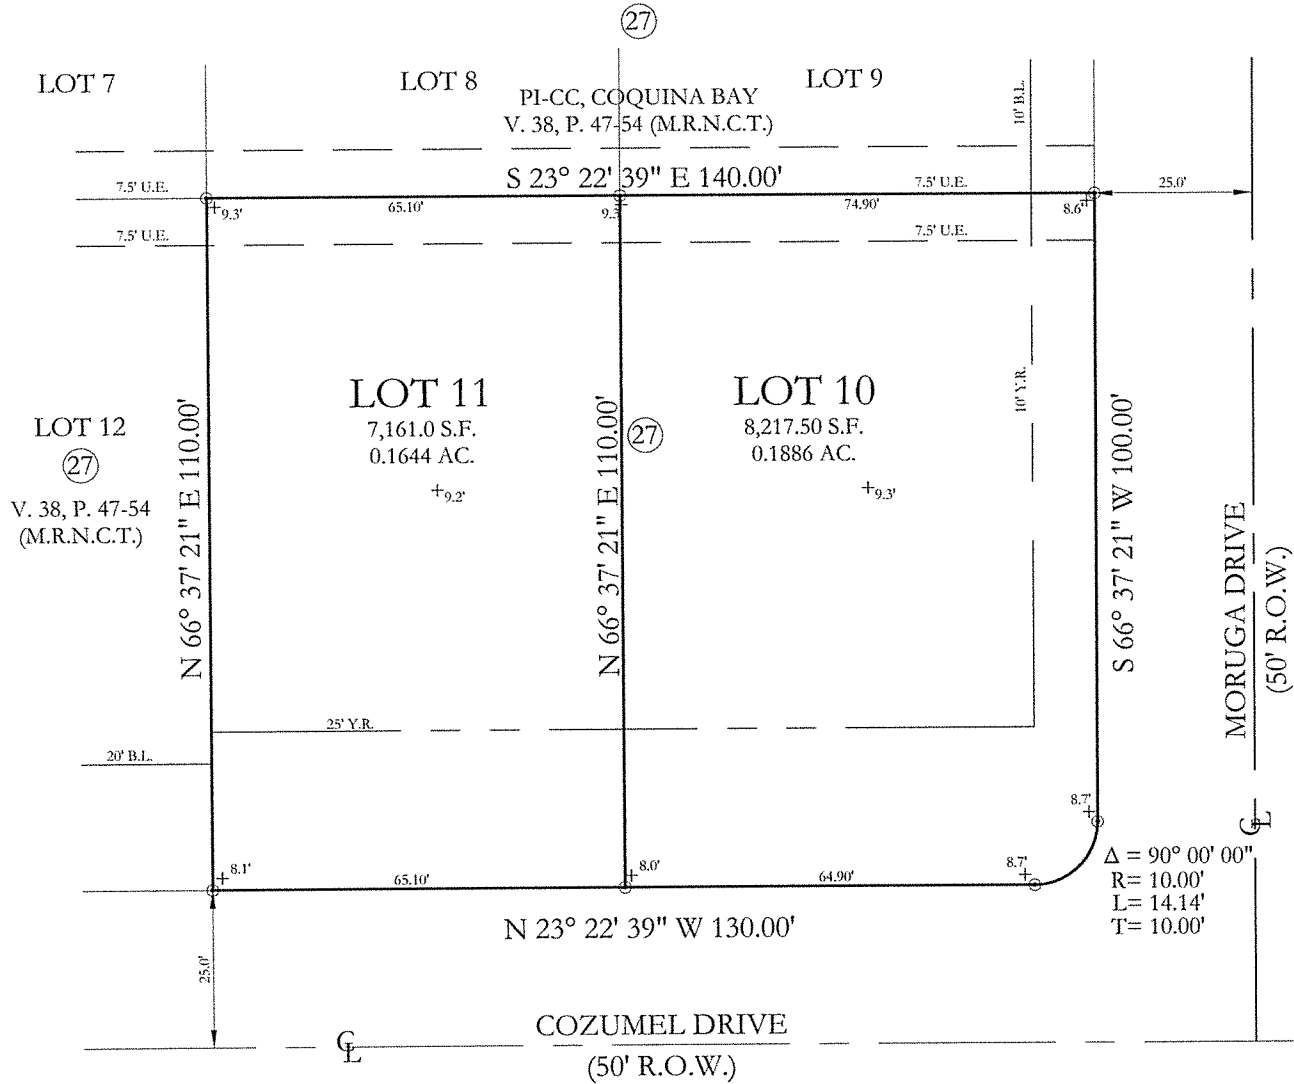 27
LOT 7
LOT 8
LOT 9
10' B.L.
PI-CC, COQUINA BAY
V. 38, P. 47-54 (M.R.N.C.T.)
S 23° 22' 39" E 140.00'
7.5' U.E.
7.5' U.E.
25.0'
9.3'
65.10'
9.3'
74.90'
8.6'
7.5' U.E.
7.5' U.E.
LOT 11
7,161.0 S.F.
0.1644 AC.
9.2'
LOT 10
8,217.50 S.F.
0.1886 AC.
9.3'
27
10' Y.R.
LOT 12
27
V. 38, P. 47-54
(M.R.N.C.T.)
N 66° 37' 21" E 110.00'
N 66° 37' 21" E 110.00'
S 66° 37' 21" W 100.00'
MORUGA DRIVE
(50' R.O.W.)
25' Y.R.
20' B.L.
8.7'
CL
8.1'
65.10'
8.0'
64.90'
8.7'
Δ = 90° 00' 00"
R= 10.00'
L= 14.14'
T= 10.00'
N 23° 22' 39" W 130.00'
25.0'
COZUMEL DRIVE
CL
(50' R.O.W.)